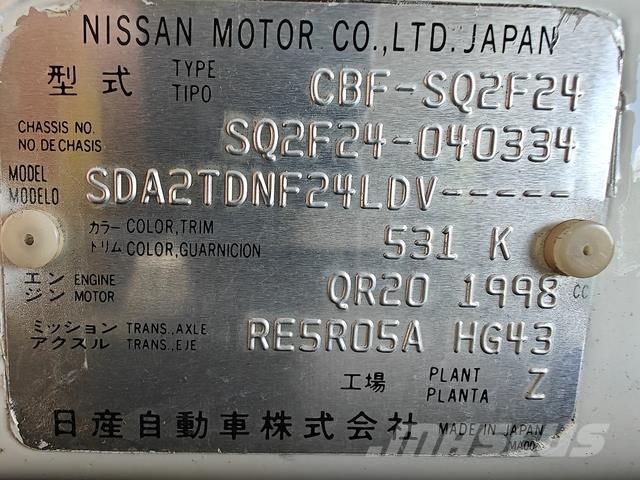 NISSAN MOTOR CO.,LTD. JAPAN
型式 TYPE TIPO CBF-SQ2F24
CHASSIS NO. NO. DE CHASIS SQ2F24-040334
MODEL MODELO SDA2TDNF24LDV-----
カラー COLOR,TRIM
トリム COLOR,GUARNICION 531 K
エンジン ENGINE MOTOR QR20 1998 CC
ミッション TRANS.,AXLE
アクスル TRANS.,EJE RE5R05A HG43
工場 PLANT PLANTA Z
日産自動車株式会社 MADE IN JAPAN
MASCUS